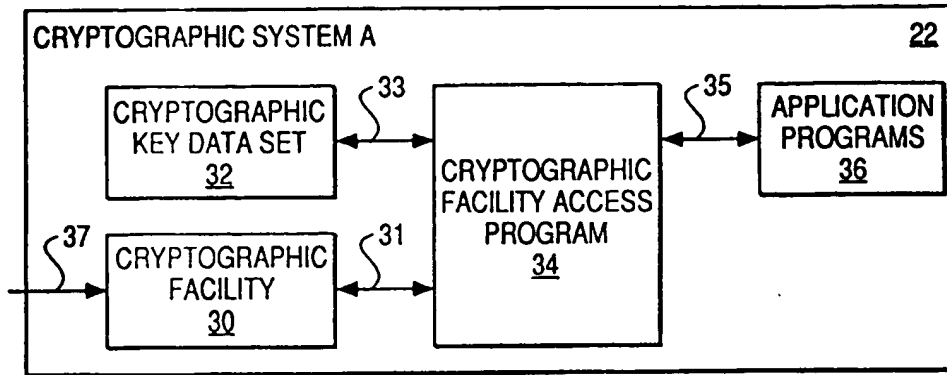 CRYPTOGRAPHIC SYSTEM A
22
CRYPTOGRAPHIC
KEY DATA SET
32
33
CRYPTOGRAPHIC
FACILITY ACCESS
PROGRAM
34
35
APPLICATION
PROGRAMS
36
37
CRYPTOGRAPHIC
FACILITY
30
31